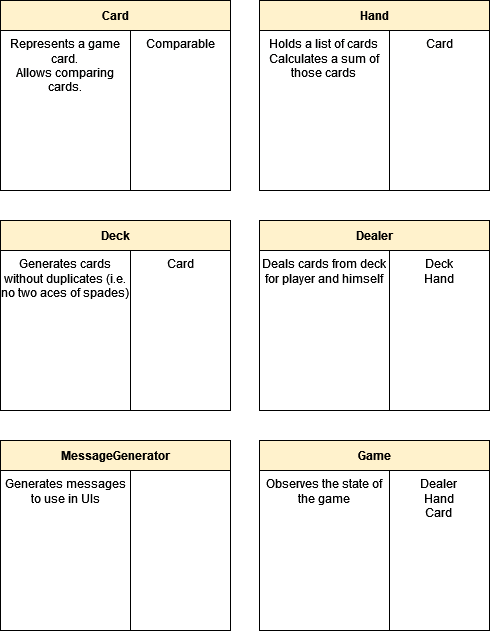 Card
Represents a game
card.
Allows comparing
cards.
Comparable
Hand
Holds a list of cards
Calculates a sum of
those cards
Card
Deck
Generates cards
without duplicates (i.e.
no two aces of spades)
Card
Dealer
Deals cards from deck
for player and himself
Deck
Hand
MessageGenerator
Generates messages
to use in UIs
Game
Observes the state of
the game
Dealer
Hand
Card